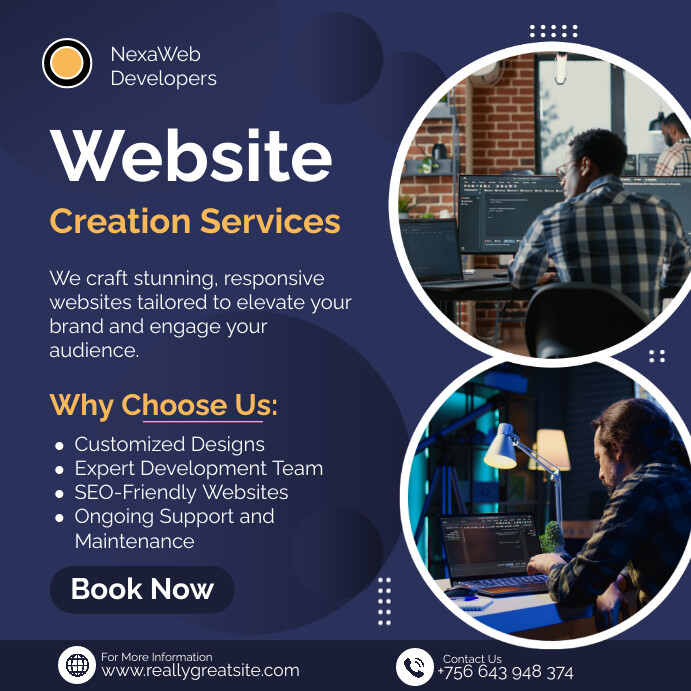 NexaWeb
Developers
Website
Creation Services
We craft stunning, responsive
websites tailored to elevate your
brand and engage your
audience.
Why Choose Us:
• Customized Designs
• Expert Development Team
• SEO-Friendly Websites
• Ongoing Support and
Maintenance
Book Now
For More Information
www.reallygreatsite.com
Contact Us
+756 643 948 374